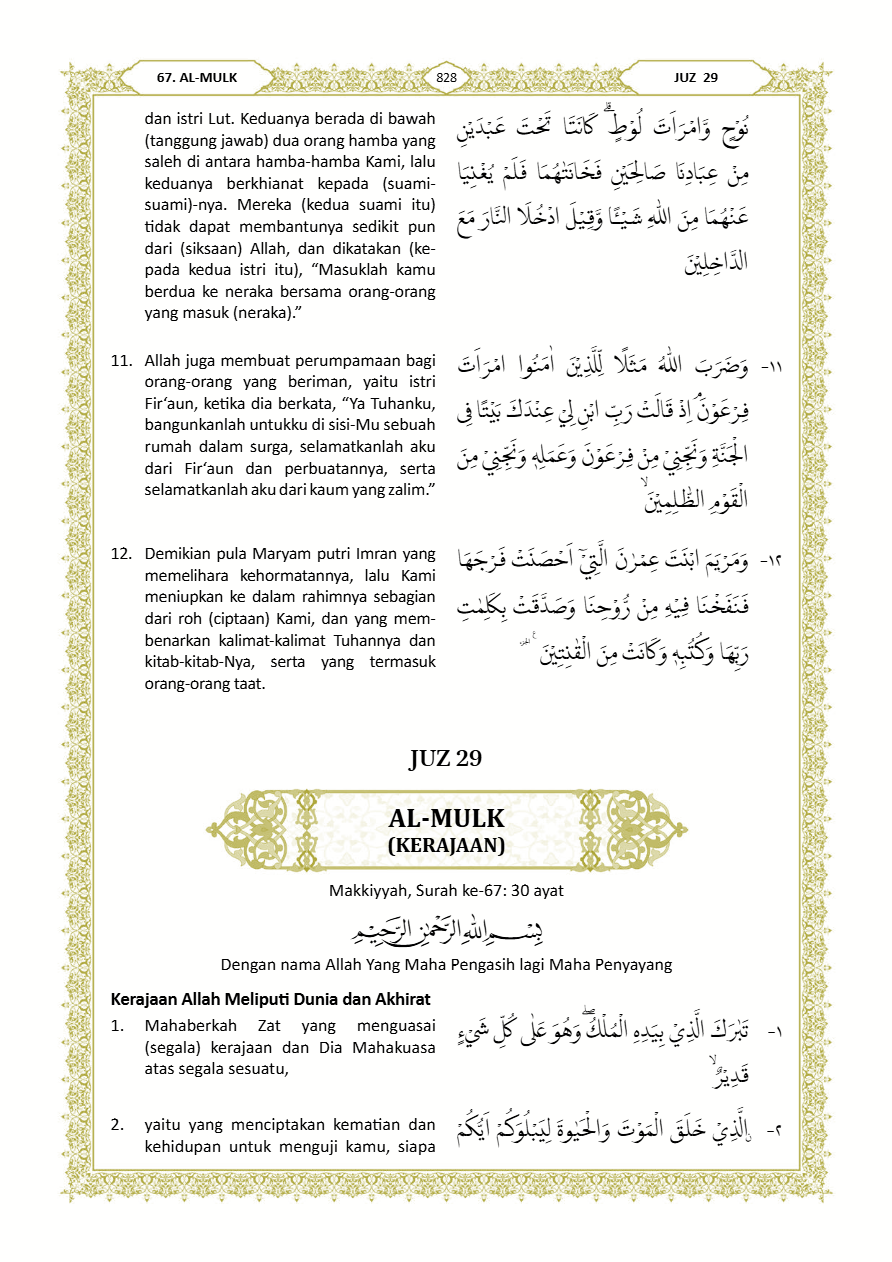 67. AL-MULK
828
JUZ 29
dan istri Lut. Keduanya berada di bawah
(tanggung jawab) dua orang hamba yang
saleh di antara hamba-hamba Kami, lalu
keduanya berkhianat kepada (suami-
suami)-nya. Mereka (kedua suami itu)
tidak dapat membantunya sedikit pun
dari (siksaan) Allah, dan dikatakan (ke-
pada kedua istri itu), “Masuklah kamu
berdua ke neraka bersama orang-orang
yang masuk (neraka).”
نُوْحٍ وَّامْرَاَتَ لُوْطٍۗ كَانَتَا تَحْتَ عَبْدَيْنِ
مِنْ عِبَادِنَا صَالِحَيْنِ فَخَانَتٰهُمَا فَلَمْ يُغْنِيَا
عَنْهُمَا مِنَ اللّٰهِ شَيْـًٔا وَّقِيْلَ ادْخُلَا النَّارَ مَعَ
الدَّاخِلِيْنَ
11. Allah juga membuat perumpamaan bagi
orang-orang yang beriman, yaitu istri
Fir‘aun, ketika dia berkata, “Ya Tuhanku,
bangunkanlah untukku di sisi-Mu sebuah
rumah dalam surga, selamatkanlah aku
dari Fir‘aun dan perbuatannya, serta
selamatkanlah aku dari kaum yang zalim.”
١١- وَضَرَبَ اللّٰهُ مَثَلًا لِّلَّذِيْنَ اٰمَنُوا امْرَاَتَ
فِرْعَوْنَۘ اِذْ قَالَتْ رَبِّ ابْنِ لِيْ عِنْدَكَ بَيْتًا فِى
الْجَنَّةِ وَنَجِّنِيْ مِنْ فِرْعَوْنَ وَعَمَلِهٖ وَنَجِّنِيْ مِنَ
الْقَوْمِ الظّٰلِمِيْنَۙ
12. Demikian pula Maryam putri Imran yang
memelihara kehormatannya, lalu Kami
meniupkan ke dalam rahimnya sebagian
dari roh (ciptaan) Kami, dan yang mem-
benarkan kalimat-kalimat Tuhannya dan
kitab-kitab-Nya, serta yang termasuk
orang-orang taat.
١٢- وَمَرْيَمَ ابْنَتَ عِمْرٰنَ الَّتِيْٓ اَحْصَنَتْ فَرْجَهَا
فَنَفَخْنَا فِيْهِ مِنْ رُّوْحِنَا وَصَدَّقَتْ بِكَلِمٰتِ
رَبِّهَا وَكُتُبِهٖ وَكَانَتْ مِنَ الْقٰنِتِيْنَ
JUZ 29
AL-MULK
(KERAJAAN)
Makkiyyah, Surah ke-67: 30 ayat
بِسْمِ اللّٰهِ الرَّحْمٰنِ الرَّحِيْمِ
Dengan nama Allah Yang Maha Pengasih lagi Maha Penyayang
Kerajaan Allah Meliputi Dunia dan Akhirat
1. Mahaberkah Zat yang menguasai
(segala) kerajaan dan Dia Mahakuasa
atas segala sesuatu,
١- تَبٰرَكَ الَّذِيْ بِيَدِهِ الْمُلْكُۖ وَهُوَ عَلٰى كُلِّ شَيْءٍ
قَدِيْرٌۙ
2. yaitu yang menciptakan kematian dan
kehidupan untuk menguji kamu, siapa
٢- ۨالَّذِيْ خَلَقَ الْمَوْتَ وَالْحَيٰوةَ لِيَبْلُوَكُمْ اَيُّكُمْ